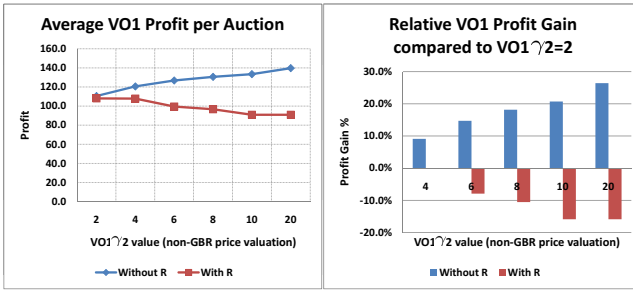 Average VO1 Profit per Auction
160.0
140.0
120.0
100.0
80.0
60.0
40.0
20.0
0.0
Profit
2 4 6 8 10 20
VO1γ2 value (non-GBR price valuation)
Without R With R
Relative VO1 Profit Gain
compared to VO1γ2=2
30.0%
20.0%
10.0%
0.0%
-10.0%
-20.0%
Profit Gain %
4 6 8 10 20
VO1γ2 value (non-GBR price valuation)
Without R With R